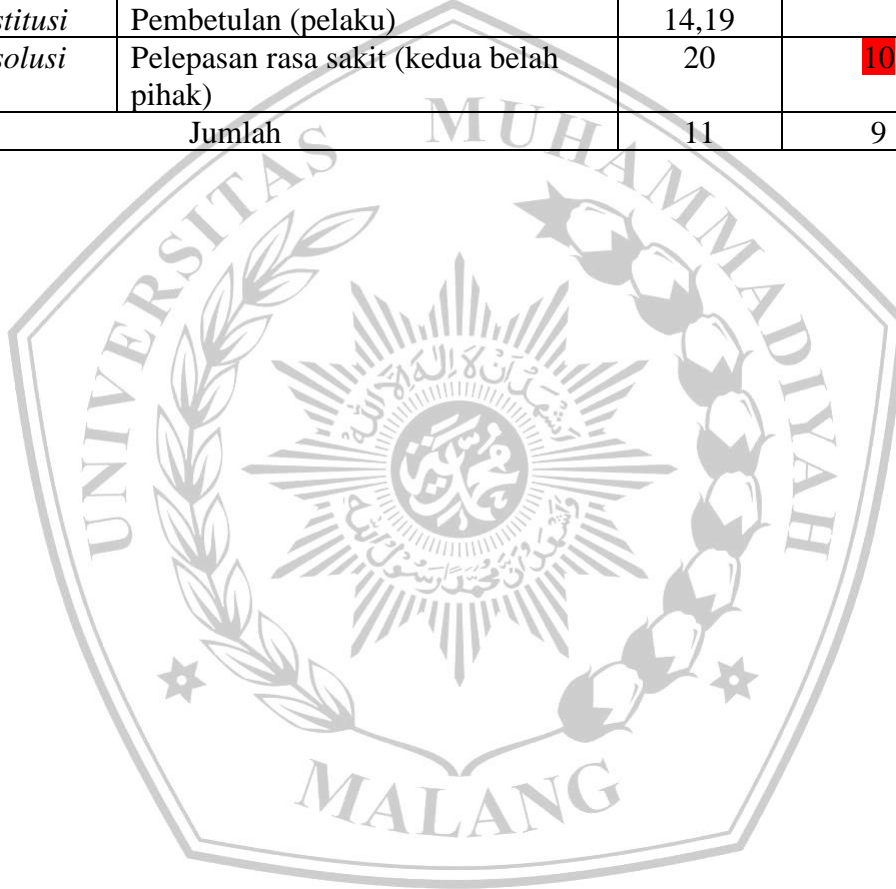 stitusi Pembetulan (pelaku) 14,19
solusi Pelepasan rasa sakit (kedua belah 20 10
pihak)
Jumlah 11 9
UNIVERSITAS MUHAMMADIYAH
MALANG